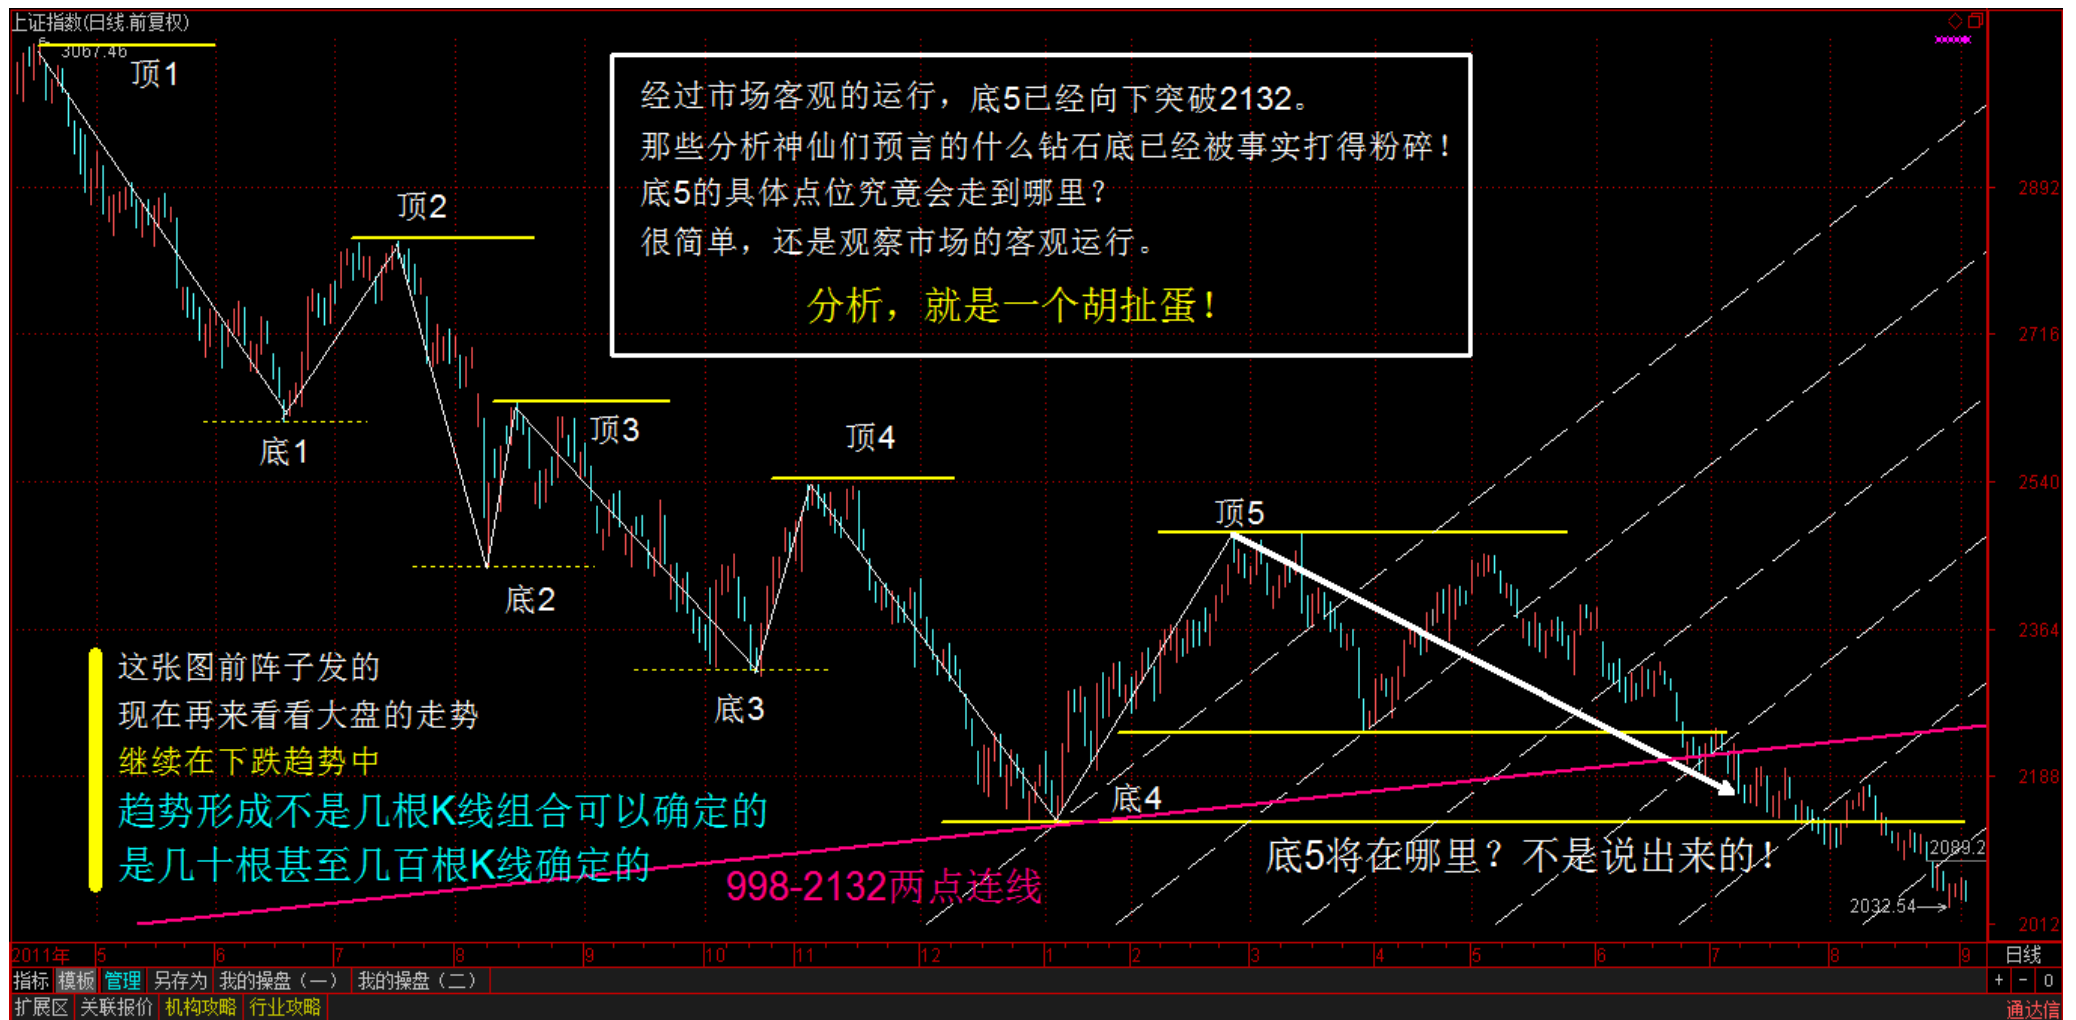 上证指数(日线.前复权)
3067.46
顶1
经过市场客观的运行，底5已经向下突破2132。
那些分析神仙们预言的什么钻石底已经被事实打得粉碎！
底5的具体点位究竟会走到哪里？
很简单，还是观察市场的客观运行。
分析，就是一个胡扯蛋！
2892
顶2
2716
顶3
顶4
底1
2540
顶5
底2
2364
这张图前阵子发的
现在再来看看大盘的走势
继续在下跌趋势中
趋势形成不是几根K线组合可以确定的
是几十根甚至几百根K线确定的
底3
2188
底4
底5将在哪里？不是说出来的！
2089.2
998-2132两点连线
2032.54
2012
2011年 5 6 7 8 9 10 11 12 1 2 3 4 5 6 7 8 9 日线
指标 模板 管理 另存为 我的操盘（一） 我的操盘（二） + - 0
扩展区 关联报价 机构攻略 行业攻略 通达信